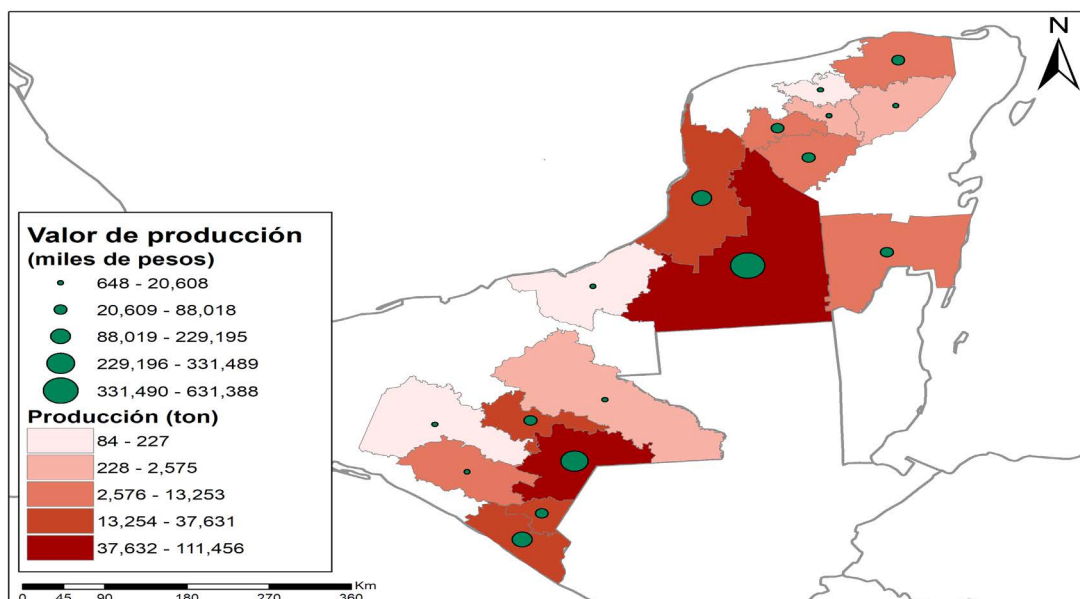 N
Valor de producción
(miles de pesos)
648 - 20,608
20,609 - 88,018
88,019 - 229,195
229,196 - 331,489
331,490 - 631,388
Producción (ton)
84 - 227
228 - 2,575
2,576 - 13,253
13,254 - 37,631
37,632 - 111,456
Km
0 45 90 180 270 360